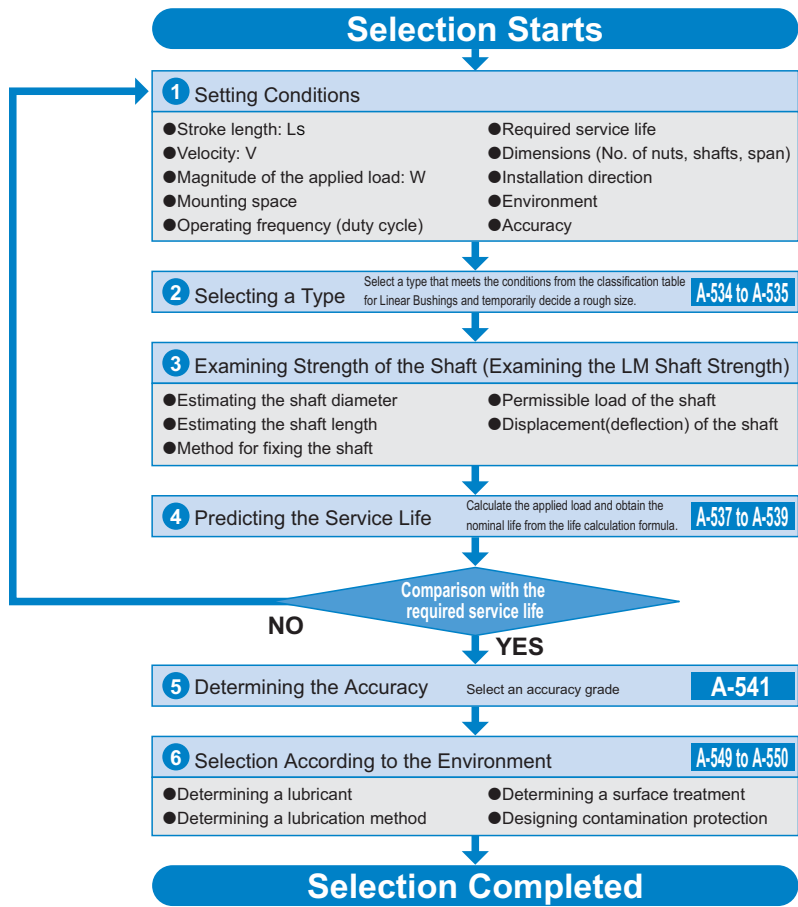 Selection Starts
1 Setting Conditions
●Stroke length: Ls
●Velocity: V
●Magnitude of the applied load: W
●Mounting space
●Operating frequency (duty cycle)
●Required service life
●Dimensions (No. of nuts, shafts, span)
●Installation direction
●Environment
●Accuracy
2 Selecting a Type
Select a type that meets the conditions from the classification table
for Linear Bushings and temporarily decide a rough size.
A-534 to A-535
3 Examining Strength of the Shaft (Examining the LM Shaft Strength)
●Estimating the shaft diameter
●Estimating the shaft length
●Method for fixing the shaft
●Permissible load of the shaft
●Displacement(deflection) of the shaft
4 Predicting the Service Life
Calculate the applied load and obtain the
nominal life from the life calculation formula.
A-537 to A-539
Comparison with the
required service life
NO
YES
5 Determining the Accuracy
Select an accuracy grade
A-541
6 Selection According to the Environment
A-549 to A-550
●Determining a lubricant
●Determining a lubrication method
●Determining a surface treatment
●Designing contamination protection
Selection Completed